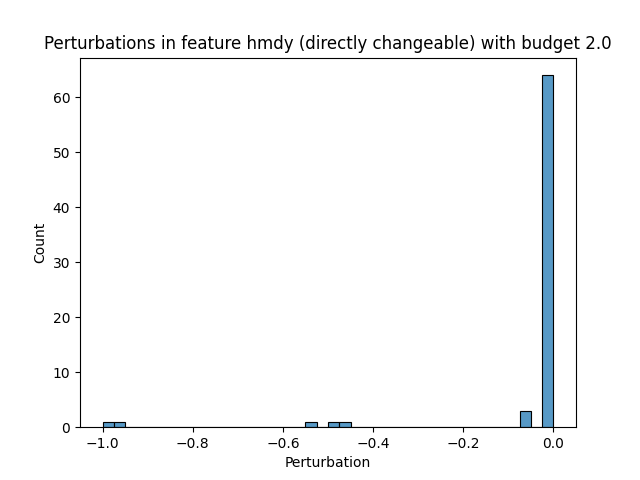 Perturbations in feature hmdy (directly changeable) with budget 2.0
60
50
40
30
20
10
0
Count
−1.0 −0.8 −0.6 −0.4 −0.2 0.0
Perturbation